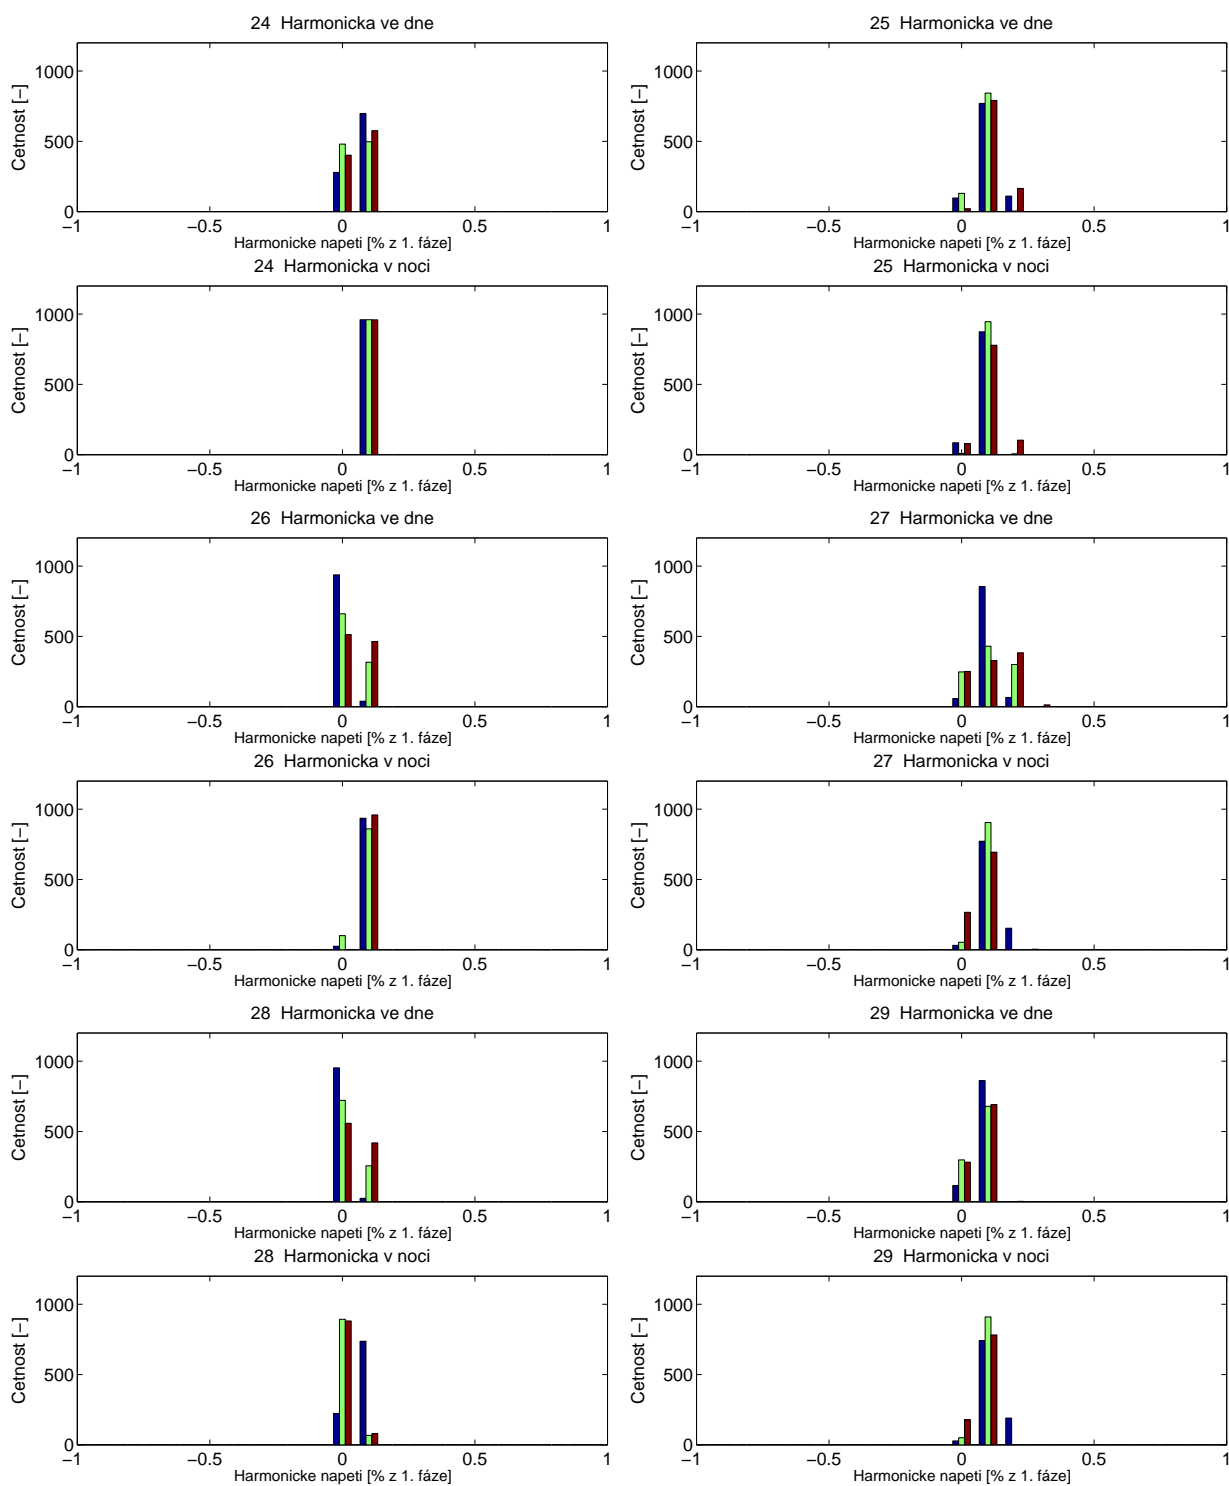 24 Harmonicka ve dne
Cetnost [−]
1000
500
0
−1 −0.5 0 0.5 1
Harmonicke napeti [% z 1. fáze]
25 Harmonicka ve dne
Cetnost [−]
1000
500
0
−1 −0.5 0 0.5 1
Harmonicke napeti [% z 1. fáze]
24 Harmonicka v noci
Cetnost [−]
1000
500
0
−1 −0.5 0 0.5 1
Harmonicke napeti [% z 1. fáze]
25 Harmonicka v noci
Cetnost [−]
1000
500
0
−1 −0.5 0 0.5 1
Harmonicke napeti [% z 1. fáze]
26 Harmonicka ve dne
Cetnost [−]
1000
500
0
−1 −0.5 0 0.5 1
Harmonicke napeti [% z 1. fáze]
27 Harmonicka ve dne
Cetnost [−]
1000
500
0
−1 −0.5 0 0.5 1
Harmonicke napeti [% z 1. fáze]
26 Harmonicka v noci
Cetnost [−]
1000
500
0
−1 −0.5 0 0.5 1
Harmonicke napeti [% z 1. fáze]
27 Harmonicka v noci
Cetnost [−]
1000
500
0
−1 −0.5 0 0.5 1
Harmonicke napeti [% z 1. fáze]
28 Harmonicka ve dne
Cetnost [−]
1000
500
0
−1 −0.5 0 0.5 1
Harmonicke napeti [% z 1. fáze]
29 Harmonicka ve dne
Cetnost [−]
1000
500
0
−1 −0.5 0 0.5 1
Harmonicke napeti [% z 1. fáze]
28 Harmonicka v noci
Cetnost [−]
1000
500
0
−1 −0.5 0 0.5 1
Harmonicke napeti [% z 1. fáze]
29 Harmonicka v noci
Cetnost [−]
1000
500
0
−1 −0.5 0 0.5 1
Harmonicke napeti [% z 1. fáze]